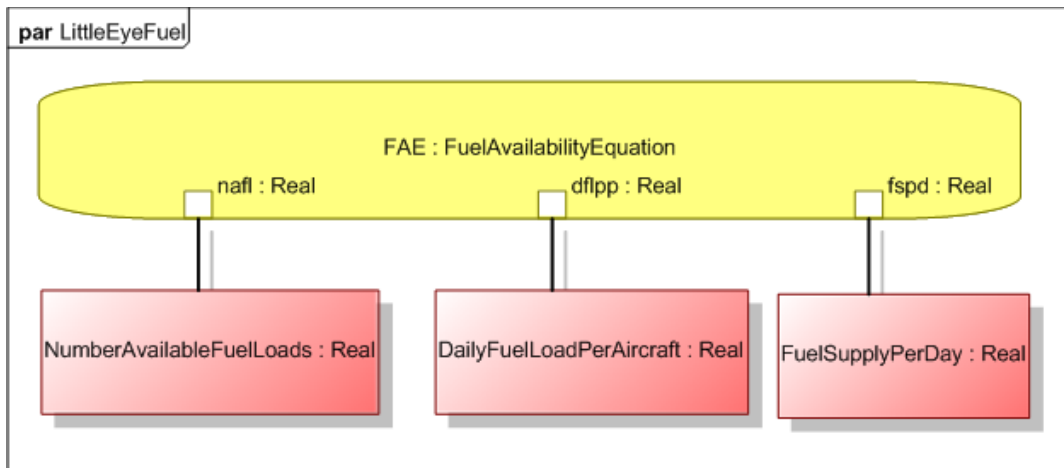 par LittleEyeFuel
FAE : FuelAvailabilityEquation
nafl : Real
dflpp : Real
fspd : Real
NumberAvailableFuelLoads : Real
DailyFuelLoadPerAircraft : Real
FuelSupplyPerDay : Real